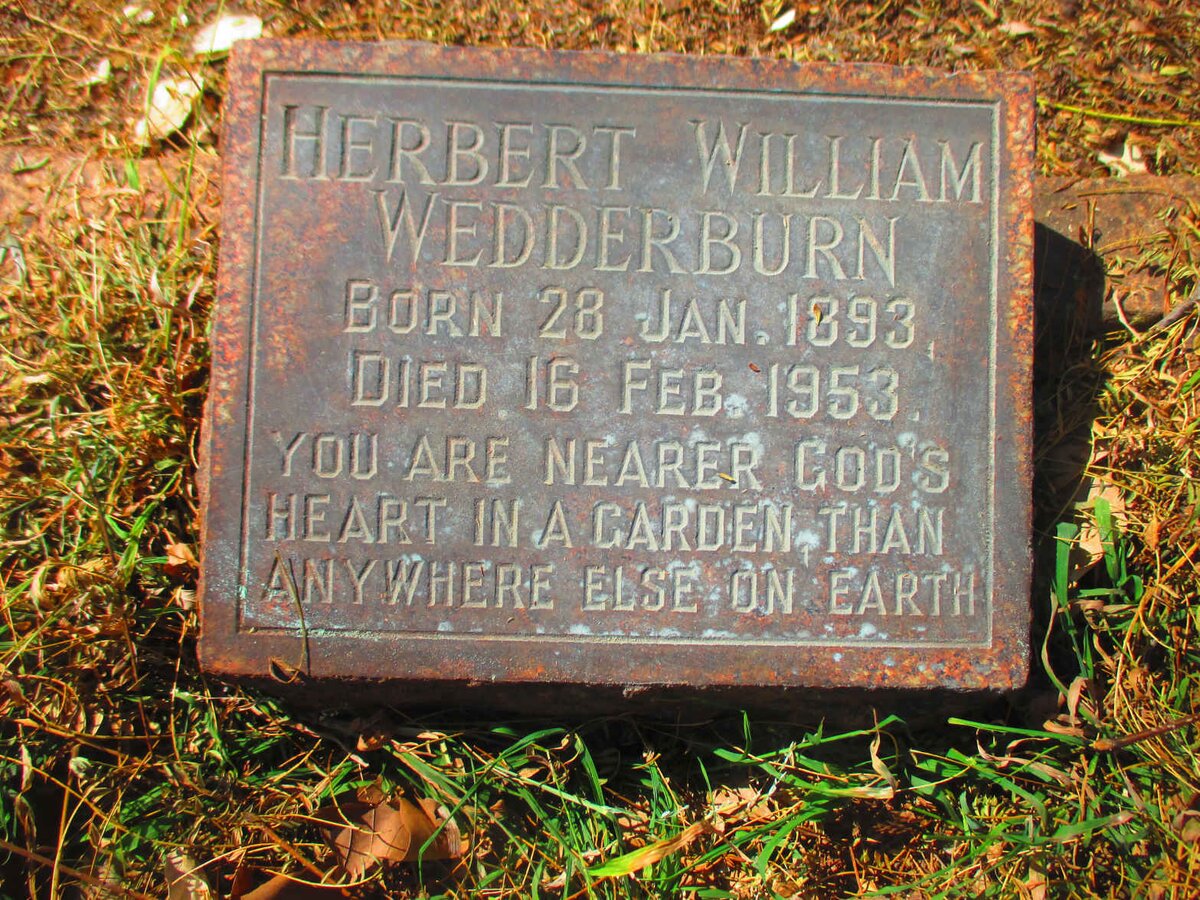 Herbert William
Wedderburn
Born 28 Jan. 1893.
Died 16 Feb. 1953.
YOU ARE NEARER GOD'S
HEART IN A GARDEN, THAN
ANYWHERE ELSE ON EARTH